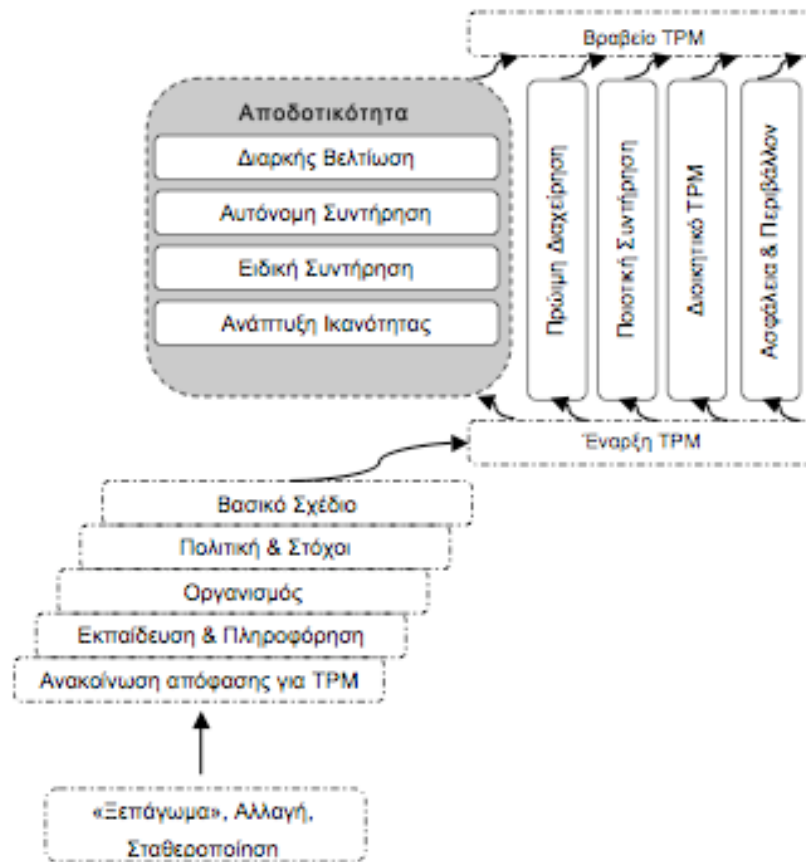 Βραβείο TPM
Αποδοτικότητα
Διαρκής Βελτίωση
Αυτόνομη Συντήρηση
Ειδική Συντήρηση
Ανάπτυξη Ικανότητας
Πρώιμη Διαχείρηση
Ποιοτική Συντήρηση
Διοικητικό TPM
Ασφάλεια & Περιβάλλον
Έναρξη TPM
Βασικό Σχέδιο
Πολιτική & Στόχοι
Οργανισμός
Εκπαίδευση & Πληροφόρηση
Ανακοίνωση απόφασης για TPM
«Ξεπάγωμα», Αλλαγή,
Σταθεροποίηση